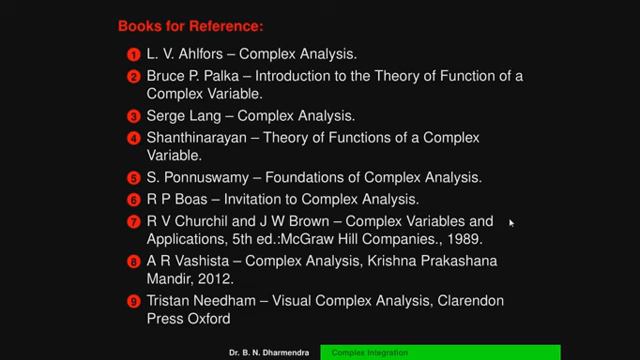 Books for Reference:
1 L. V. Ahlfors – Complex Analysis.
2 Bruce P. Palka – Introduction to the Theory of Function of a
Complex Variable.
3 Serge Lang – Complex Analysis.
4 Shanthinarayan – Theory of Functions of a Complex
Variable.
5 S. Ponnuswamy – Foundations of Complex Analysis.
6 R P Boas – Invitation to Complex Analysis.
7 R V Churchil and J W Brown – Complex Variables and
Applications, 5th ed.:McGraw Hill Companies., 1989.
8 A R Vashista – Complex Analysis, Krishna Prakashana
Mandir, 2012.
9 Tristan Needham – Visual Complex Analysis, Clarendon
Press Oxford
Dr. B. N. Dharmendra Complex Integration